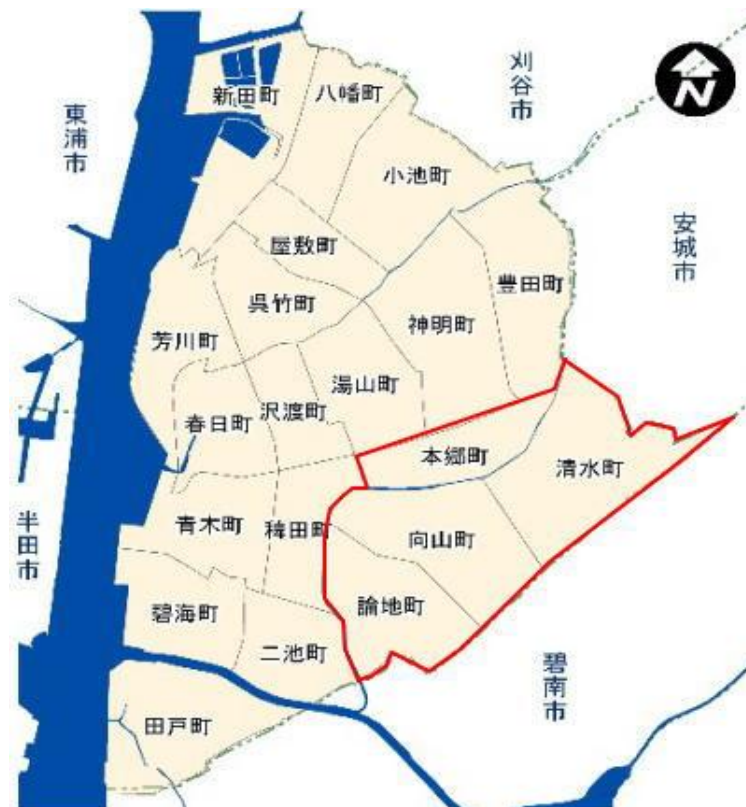 刈谷市
N
東浦市
新田町
八幡町
小池町
安城市
屋敷町
豊田町
呉竹町
神明町
芳川町
湯山町
沢渡町
春日町
本郷町
清水町
半田市
青木町
稗田町
向山町
論地町
碧海町
二池町
碧南市
田戸町